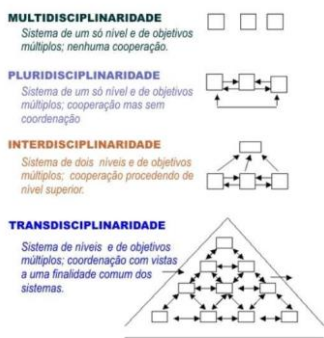 MULTIDISCIPLINARIDADE
Sistema de um só nível e de objetivos
múltiplos; nenhuma cooperação.
PLURIDISCIPLINARIDADE
Sistema de um só nível e de objetivos
múltiplos; cooperação mas sem
coordenação
INTERDISCIPLINARIDADE
Sistema de dois níveis e de objetivos
múltiplos; cooperação procedendo de
nível superior.
TRANSDISCIPLINARIDADE
Sistema de níveis e de objetivos
múltiplos; coordenação com vistas
a uma finalidade comum dos
sistemas.